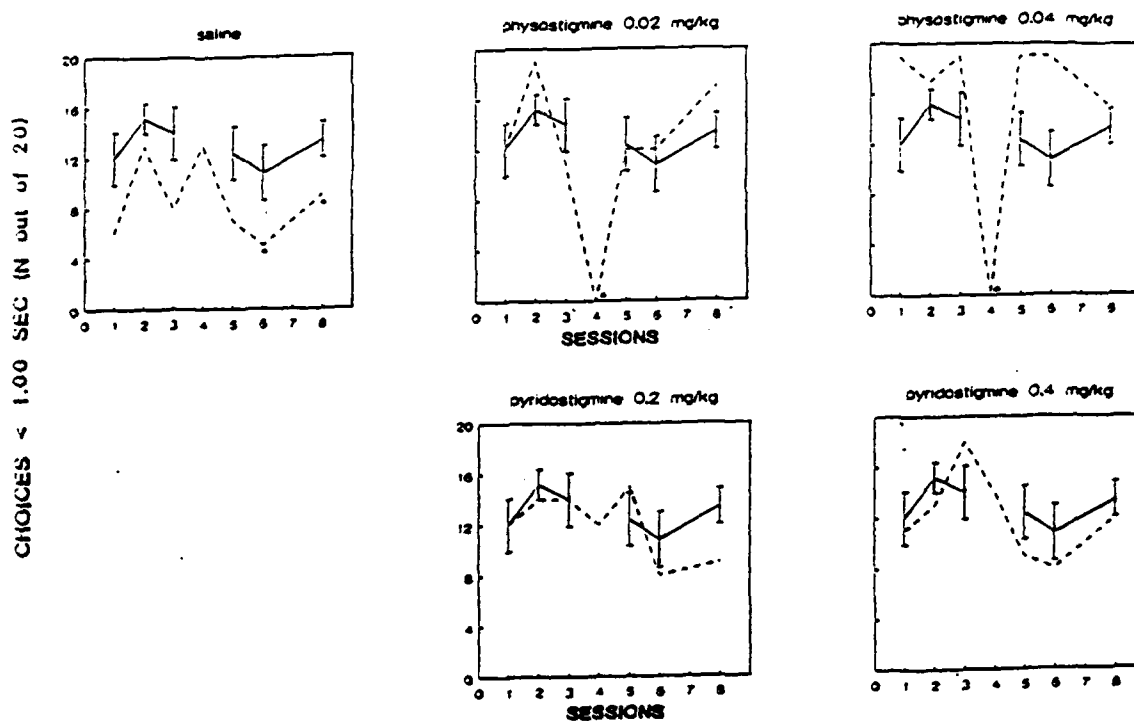 saline
physostigmine 0.02 mg/kg
physostigmine 0.04 mg/kg
CHOICES < 1.00 SEC (N out of 20)
20
16
12
8
4
0
0 1 2 3 4 5 6 7 8
0 1 2 3 4 5 6 7 8
SESSIONS
0 1 2 3 4 5 6 7 8
pyridostigmine 0.2 mg/kg
pyridostigmine 0.4 mg/kg
20
16
12
8
4
0
0 1 2 3 4 5 6 7 8
SESSIONS
0 1 2 3 4 5 6 7 8